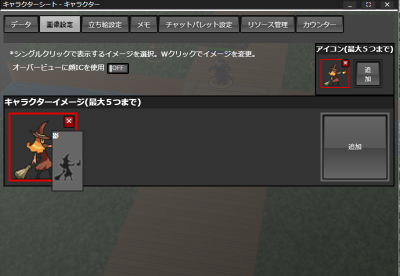 キャラクターシート - キャラクター
データ 画像設定 立ち絵設定 メモ チャットパレット設定 リソース管理 カウンター
*シングルクリックで表示するイメージを選択。Wクリックでイメージを変更。
オーバービューに顔ICを使用 OFF
アイコン(最大5つまで)
追
加
キャラクターイメージ(最大5つまで)
追加